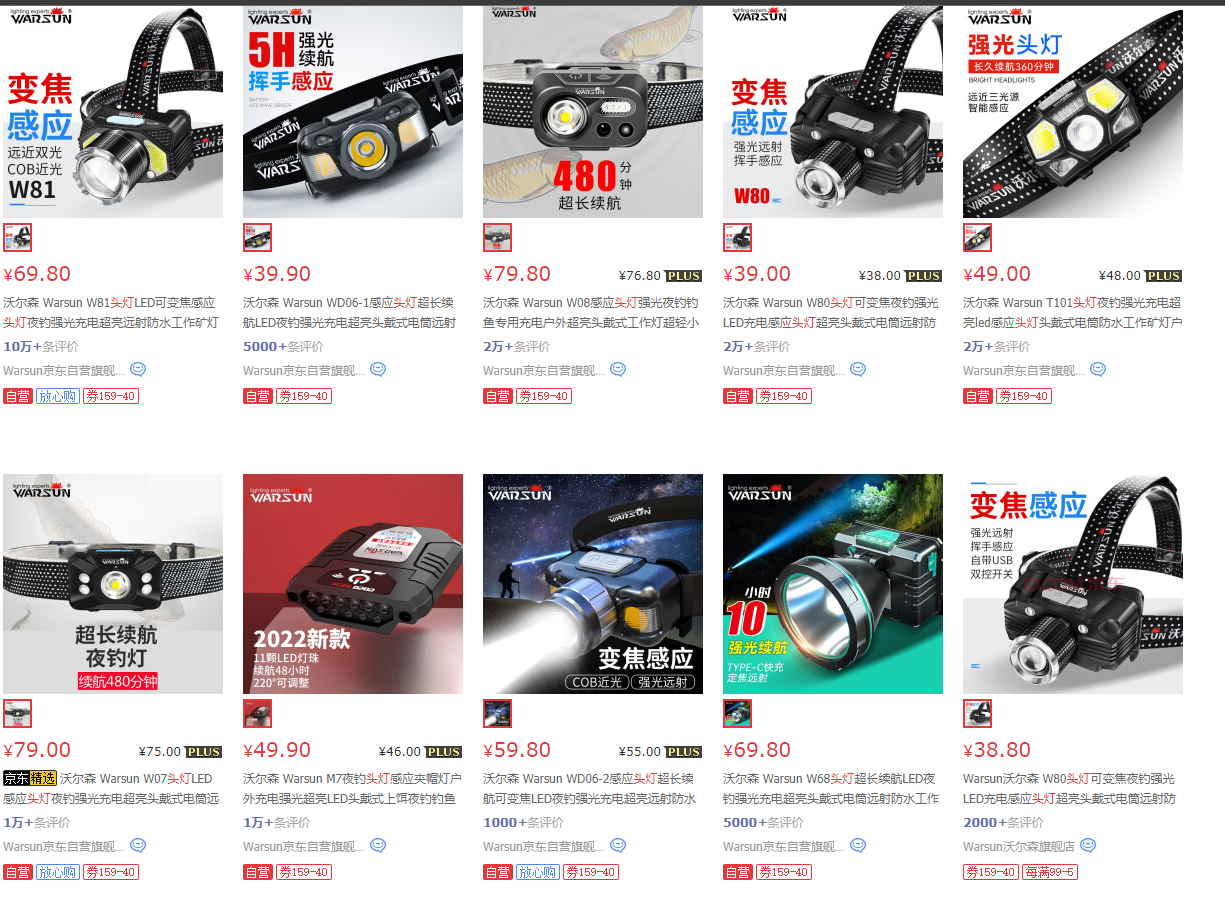 lighting experts
WARSUN
变焦
感应
远近双光
COB近光
W81
¥69.80
沃尔森 Warsun W81头灯LED可变焦感应
头灯夜钓强光充电超亮远射防水工作矿灯
10万+条评价
Warsun京东自营旗舰...
自营 放心购 券159-40
lighting experts
WARSUN
5H 强光
续航
挥手感应
BATTERY
LIFE WAVE SENSOR
¥39.90
沃尔森 Warsun WD06-1感应头灯超长续
航LED夜钓强光充电超亮头戴式电筒远射
5000+条评价
Warsun京东自营旗舰...
自营 券159-40
lighting experts
WARSUN
480分钟
超长续航
¥79.80 ¥76.80 PLUS
沃尔森 Warsun W08感应头灯强光夜钓钓
鱼专用充电户外超亮头戴式工作灯超轻小
2万+条评价
Warsun京东自营旗舰...
自营 券159-40
lighting experts
WARSUN
变焦
感应
强光远射
挥手感应
W80
¥39.00 ¥38.00 PLUS
沃尔森 Warsun W80头灯可变焦夜钓强光
LED充电感应头灯超亮头戴式电筒远射防
2万+条评价
Warsun京东自营旗舰...
自营 券159-40
lighting experts
WARSUN
强光头灯
长久续航360分钟
BRIGHT HEADLIGHTS
远近三光源
智能感应
¥49.00 ¥48.00 PLUS
沃尔森 Warsun T101头灯夜钓强光充电超
亮led感应头灯头戴式电筒防水工作矿灯户
2万+条评价
Warsun京东自营旗舰...
自营 券159-40
lighting experts
WARSUN
超长续航
夜钓灯
续航480分钟
¥79.00 ¥75.00 PLUS
京东精选 沃尔森 Warsun W07头灯LED
感应头灯夜钓强光充电超亮头戴式电筒远
1万+条评价
Warsun京东自营旗舰...
自营 放心购 券159-40
lighting experts
WARSUN
2022新款
11颗LED灯珠
续航48小时
220°可调整
¥49.90 ¥46.00 PLUS
沃尔森 Warsun M7夜钓头灯感应夹帽灯户
外充电强光超亮LED头戴式上饵夜钓钓鱼
1万+条评价
Warsun京东自营旗舰...
自营 券159-40
lighting experts
WARSUN
变焦感应
COB近光 强光远射
¥59.80 ¥55.00 PLUS
沃尔森 Warsun WD06-2感应头灯超长续
航可变焦LED夜钓强光充电超亮远射防水
1000+条评价
Warsun京东自营旗舰...
自营 放心购 券159-40
lighting experts
WARSUN
小时
10
强光续航
TYPE-C快充
定焦远射
¥69.80
沃尔森 Warsun W68头灯超长续航LED夜
钓强光充电超亮头戴式电筒远射防水工作
5000+条评价
Warsun京东自营旗舰...
自营 券159-40
变焦感应
强光远射
挥手感应
自带USB
双控开关
¥38.80
Warsun沃尔森 W80头灯可变焦夜钓强光
LED充电感应头灯超亮头戴式电筒远射防
2000+条评价
Warsun沃尔森旗舰店
券159-40 每满99-5